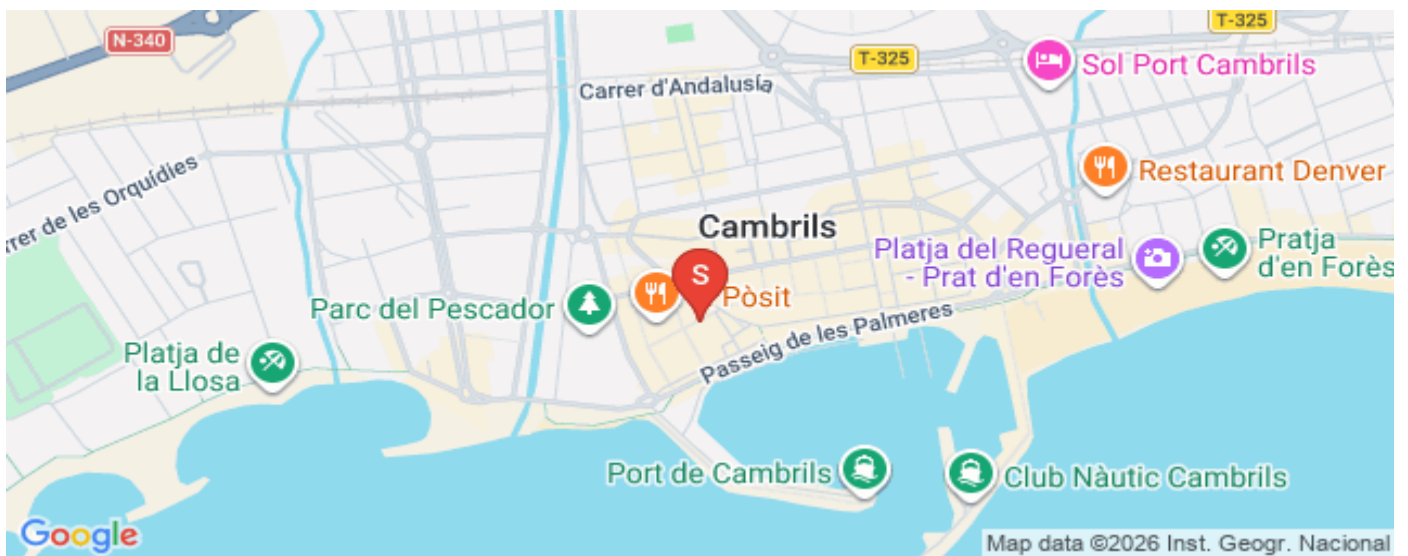 N-340
T-325
T-325
Sol Port Cambrils
Carrer d'Andalusía
Restaurant Denver
rrer de les Orquídies
Cambrils
Platja del Regueral
- Prat d'en Forès
Pratja
d'en Forès
S
Pòsit
Parc del Pescador
Passeig de les Palmeres
Platja de
la Llosa
Port de Cambrils
Club Nàutic Cambrils
Google
Map data ©2026 Inst. Geogr. Nacional